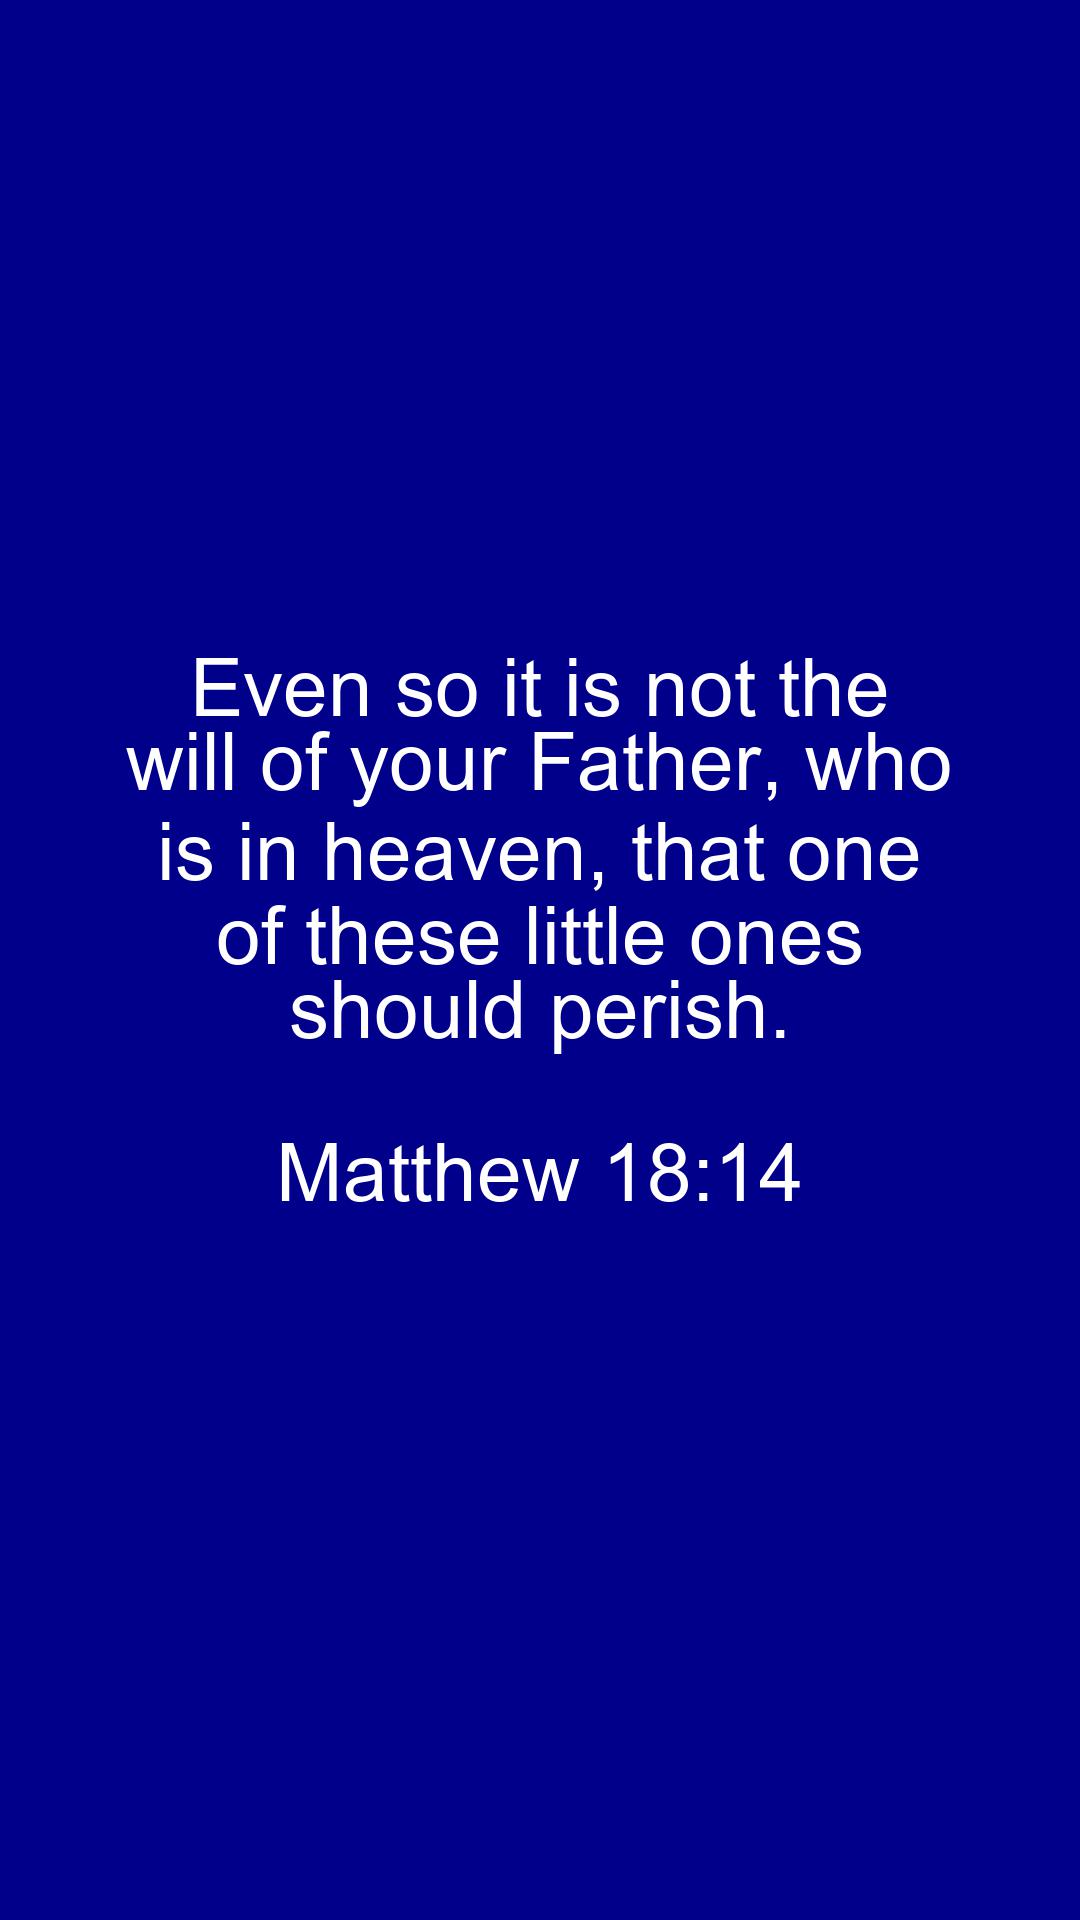 Even so it is not the
will of your Father, who
is in heaven, that one
of these little ones
should perish.
Matthew 18:14